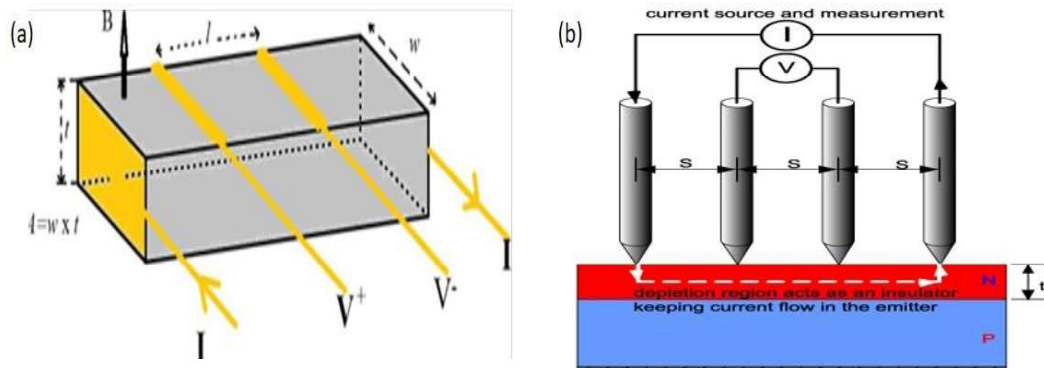 (a)
B
l
w
t
A=w x t
I
V+
V-
I
(b)
current source and measurement
I
V
S
S
S
N
t
depletion region acts as an insulator
keeping current flow in the emitter
P